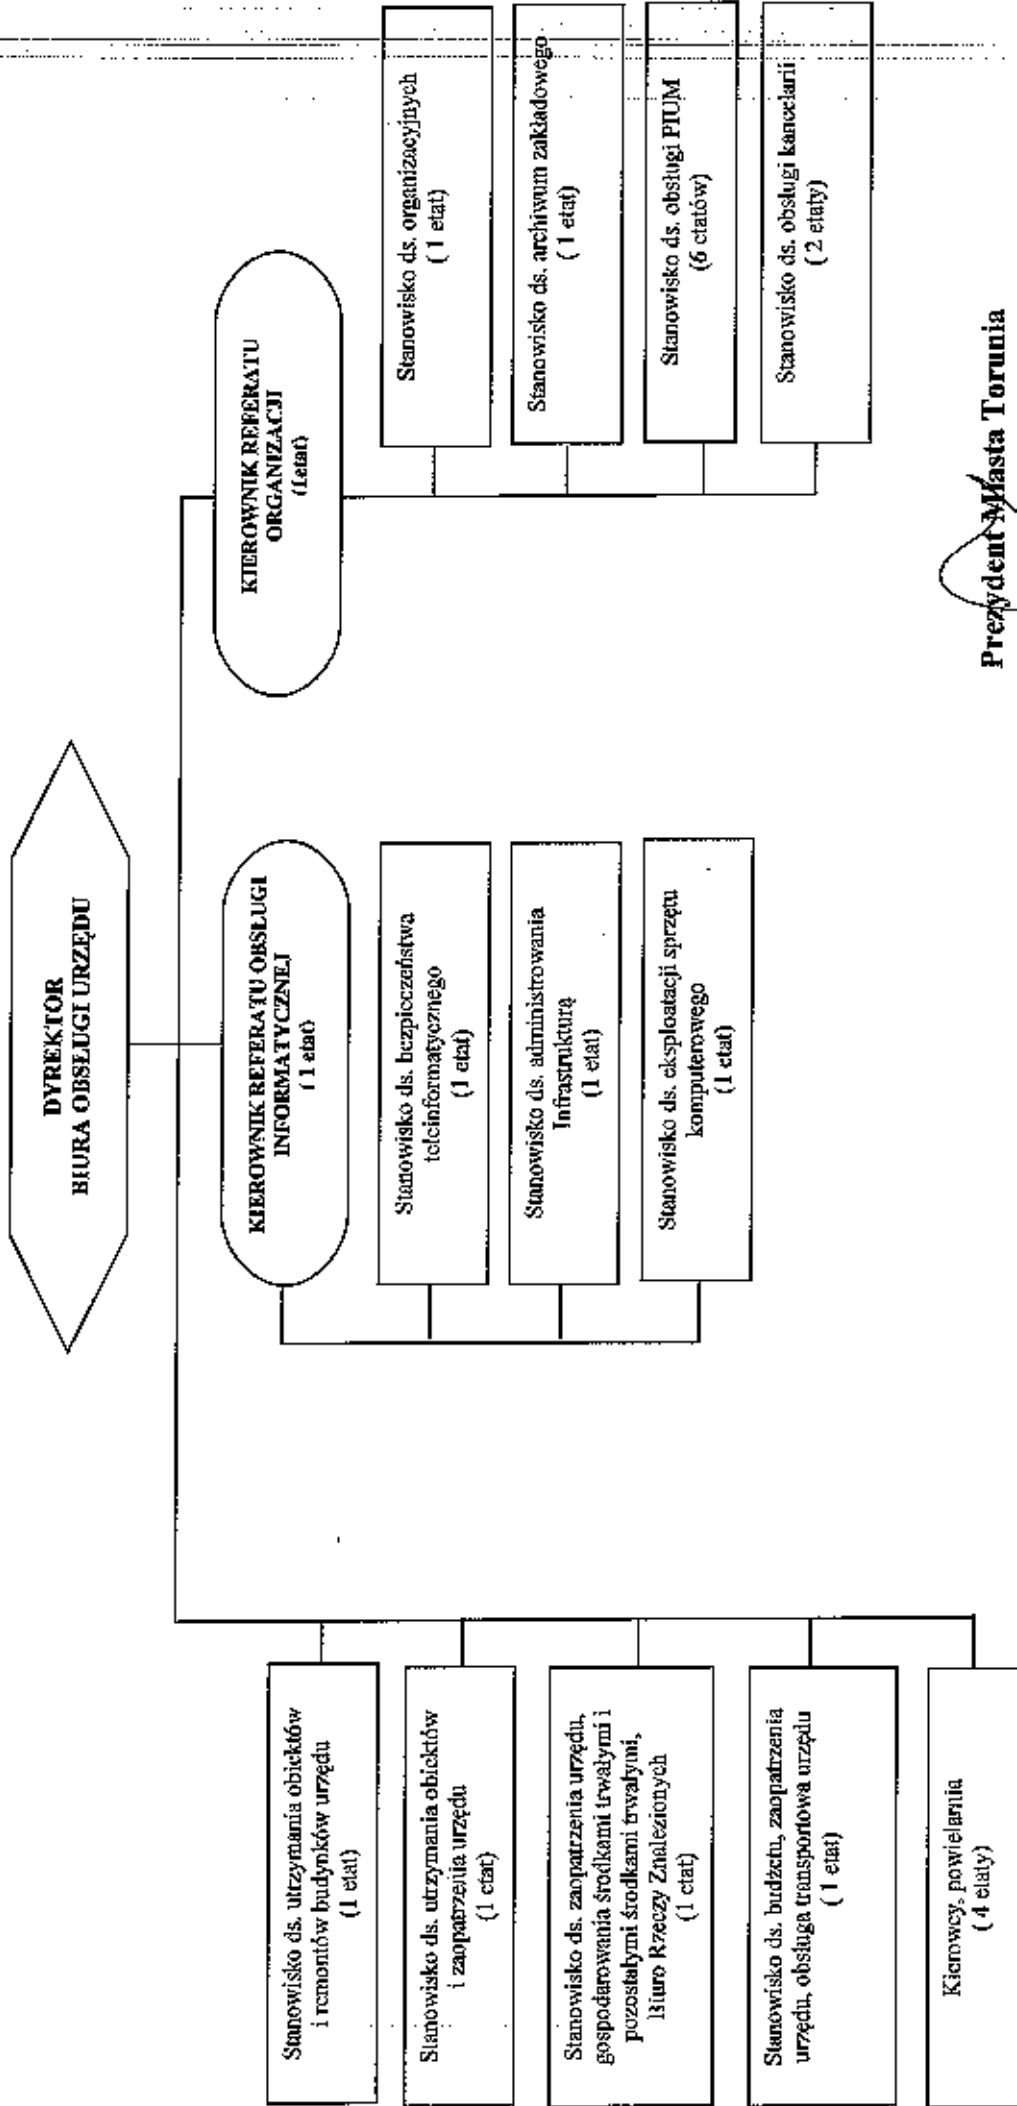 DYREKTOR
BIURA OBSŁUGI URZĘDU
Stanowisko ds. utrzymania obiektów
i remontów budynków urzędu
(1 etat)
Stanowisko ds. utrzymania obiektów
i zaopatrzenia urzędu
(1 etat)
Stanowisko ds. zaopatrzenia urzędu,
gospodarowania środkami trwałymi i
pozostałymi środkami trwałymi,
Biuro Rzeczy Znalezionych
(1 etat)
Stanowisko ds. budżetu, zaopatrzenia
urzędu, obsługa transportowa urzędu
( 1 etat)
Kierowcy, powielarnia
( 4 etaty)
KIEROWNIK REFERATU OBSŁUGI
INFORMATYCZNEJ
( 1 etat)
Stanowisko ds. bezpieczeństwa
teleinformatycznego
(1 etat)
Stanowisko ds. administrowania
Infrastrukturą
(1 etat)
Stanowisko ds. eksploatacji sprzętu
komputerowego
(1 etat)
KIEROWNIK REFERATU
ORGANIZACJI
(1etat)
Stanowisko ds. organizacyjnych
( 1 etat)
Stanowisko ds. archiwum zakładowego
( 1 etat)
Stanowisko ds. obsługi PIUM
(6 etatów)
Stanowisko ds. obsługi kancelarii
( 2 etaty)
Prezydent Miasta Torunia